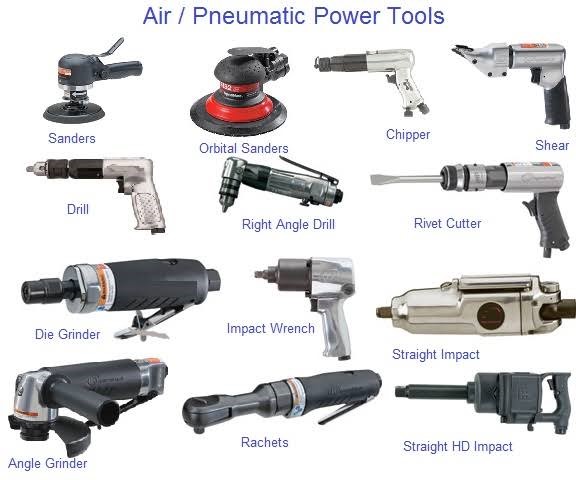 Air / Pneumatic Power Tools
Sanders
Orbital Sanders
Chipper
Shear
Drill
Right Angle Drill
Rivet Cutter
Die Grinder
Impact Wrench
Straight Impact
Angle Grinder
Rachets
Straight HD Impact